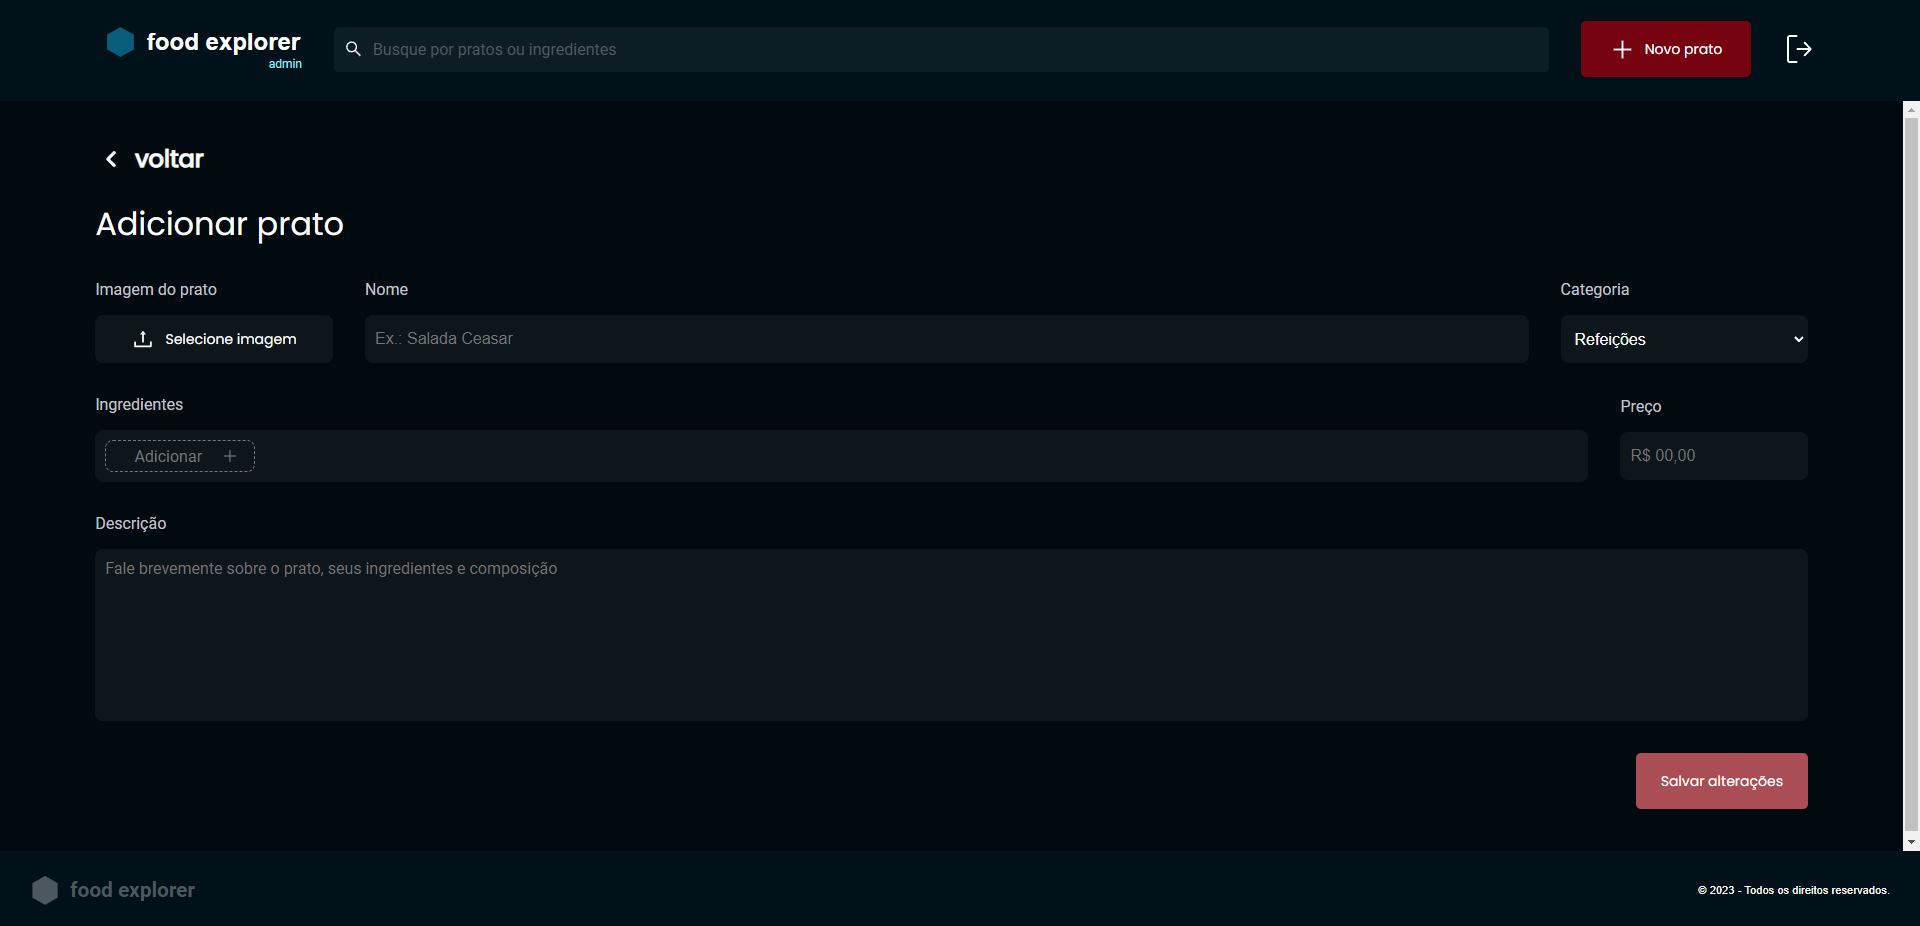 food explorer
admin
Busque por pratos ou ingredientes
Novo prato
voltar
Adicionar prato
Imagem do prato
Nome
Categoria
Selecione imagem
Ex.: Salada Ceasar
Refeições
Ingredientes
Preço
Adicionar
R$ 00,00
Descrição
Fale brevemente sobre o prato, seus ingredientes e composição
Salvar alterações
food explorer
© 2023 - Todos os direitos reservados.